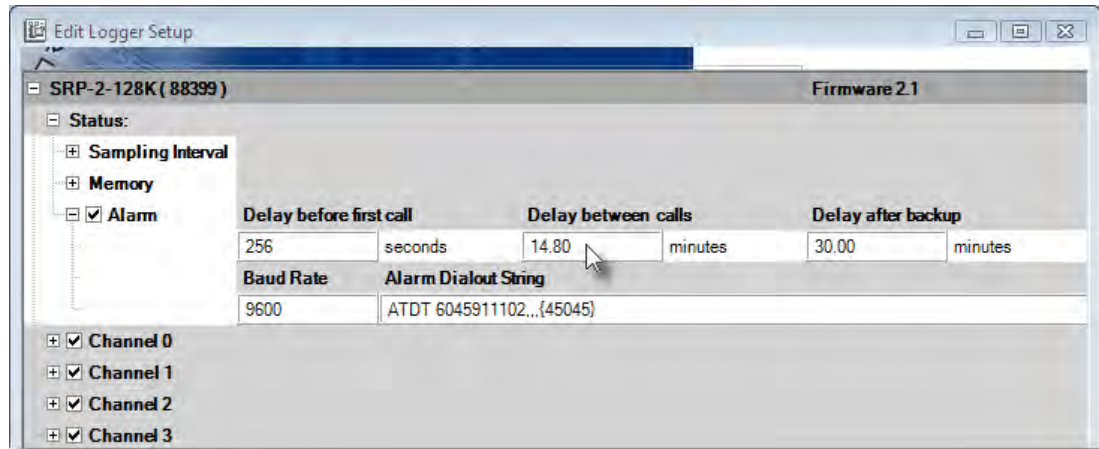 Edit Logger Setup
SRP-2-128K ( 88399 ) Firmware 2.1
Status:
Sampling Interval
Memory
Alarm Delay before first call Delay between calls Delay after backup
256 seconds 14.80 minutes 30.00 minutes
Baud Rate Alarm Dialout String
9600 ATDT 6045911102,,,{45045}
Channel 0
Channel 1
Channel 2
Channel 3